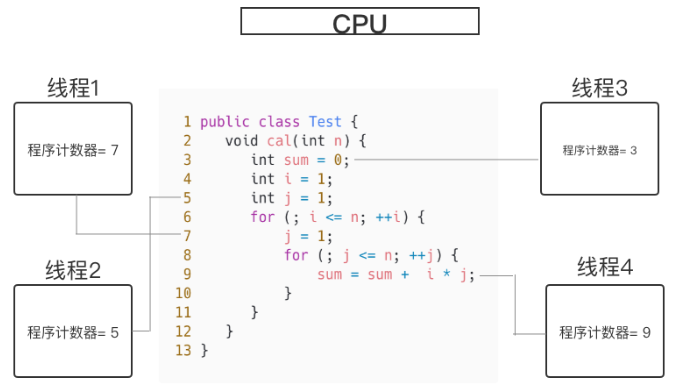 CPU
线程1
程序计数器= 7
线程2
程序计数器= 5
1 public class Test {
2 void cal(int n) {
3 int sum = 0;
4 int i = 1;
5 int j = 1;
6 for (; i <= n; ++i) {
7 j = 1;
8 for (; j <= n; ++j) {
9 sum = sum + i * j;
10 }
11 }
12 }
13 }
线程3
程序计数器= 3
线程4
程序计数器= 9